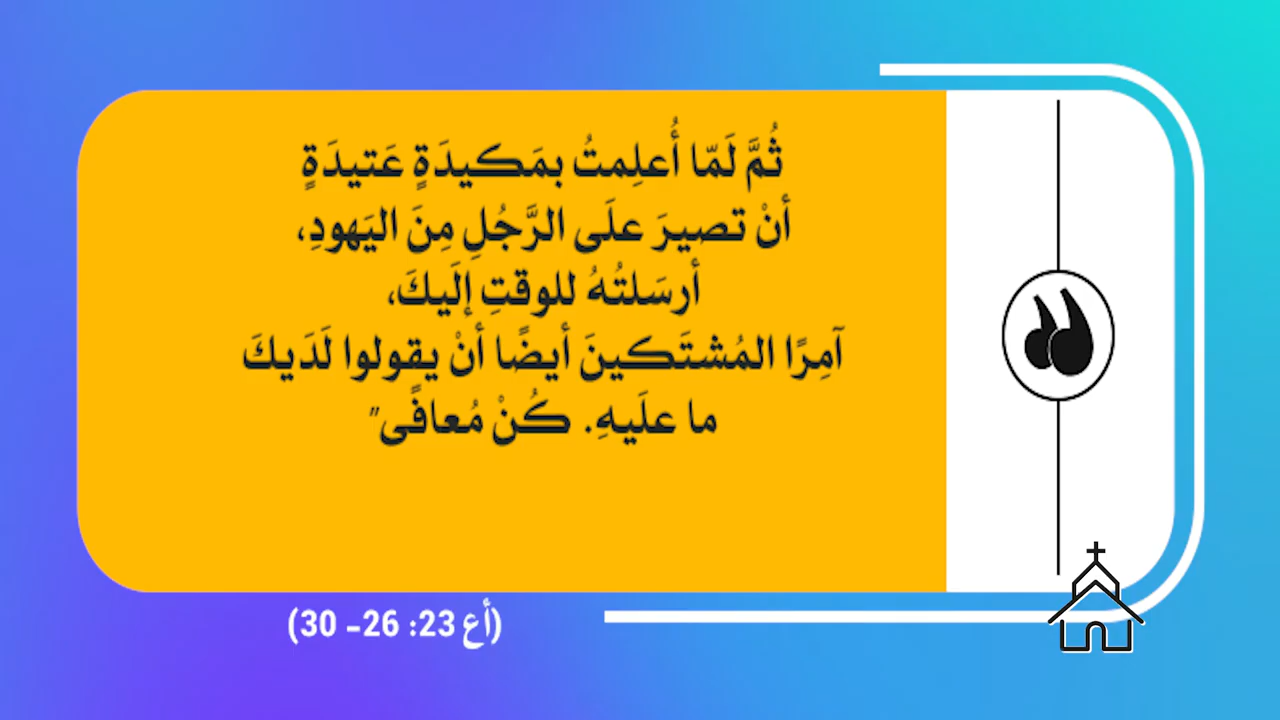 ثُمَّ لَمّا أُعلِمتُ بمَكيدَةٍ عَتيدَةٍ
أنْ تصيرَ علَى الرَّجُلِ مِنَ اليَهودِ،
أرسَلتُهُ للوقتِ إلَيكَ،
آمِرًا المُشتَكينَ أيضًا أنْ يقولوا لَدَيكَ
ما علَيهِ. كُنْ مُعافًى"
(أع 23: 26- 30)